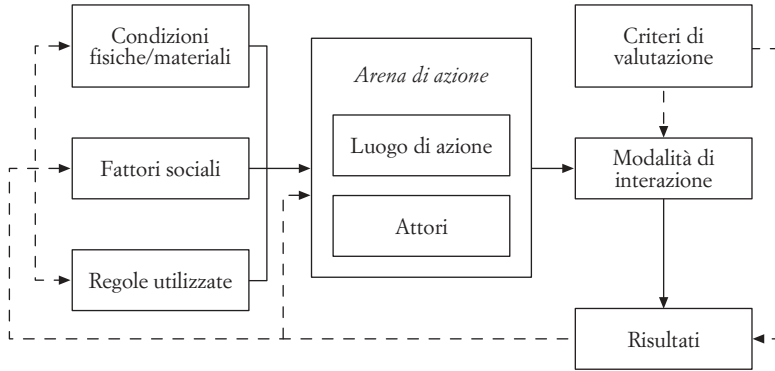 Condizioni
fisiche/materiali
Fattori sociali
Regole utilizzate
Arena di azione
Luogo di azione
Attori
Criteri di
valutazione
Modalità di
interazione
Risultati